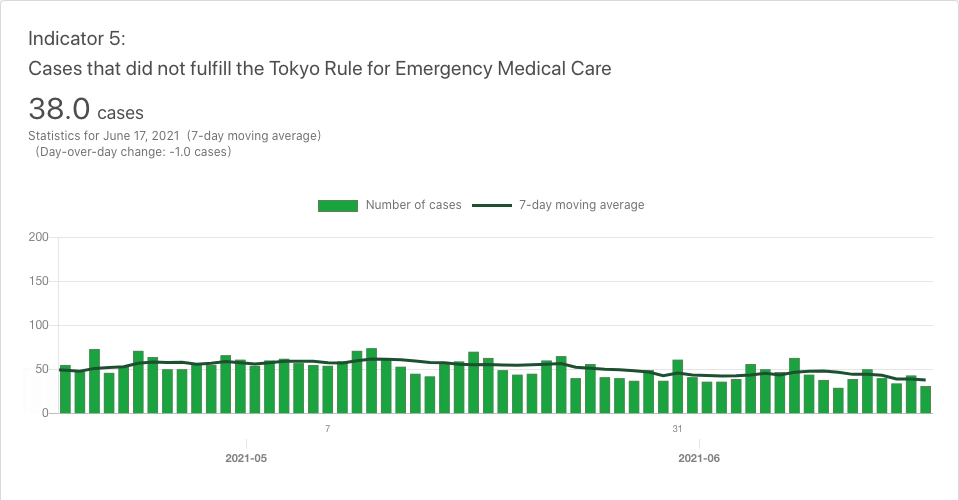 Indicator 5:
Cases that did not fulfill the Tokyo Rule for Emergency Medical Care
38.0 cases
Statistics for June 17, 2021 (7-day moving average)
(Day-over-day change: -1.0 cases)
Number of cases 7-day moving average
200
150
100
50
0
7 31
2021-05 2021-06